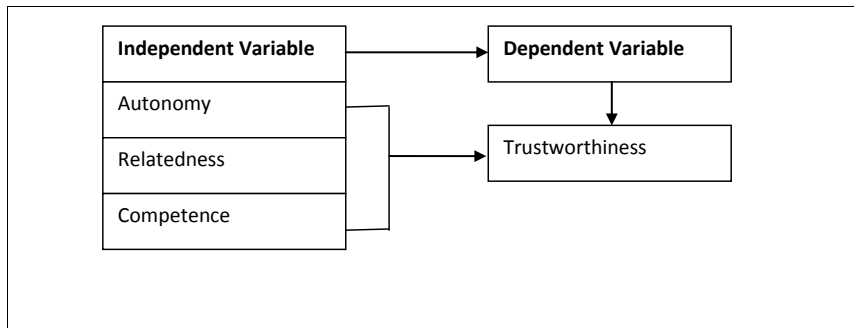 Independent Variable
Dependent Variable
Autonomy
Relatedness
Trustworthiness
Competence